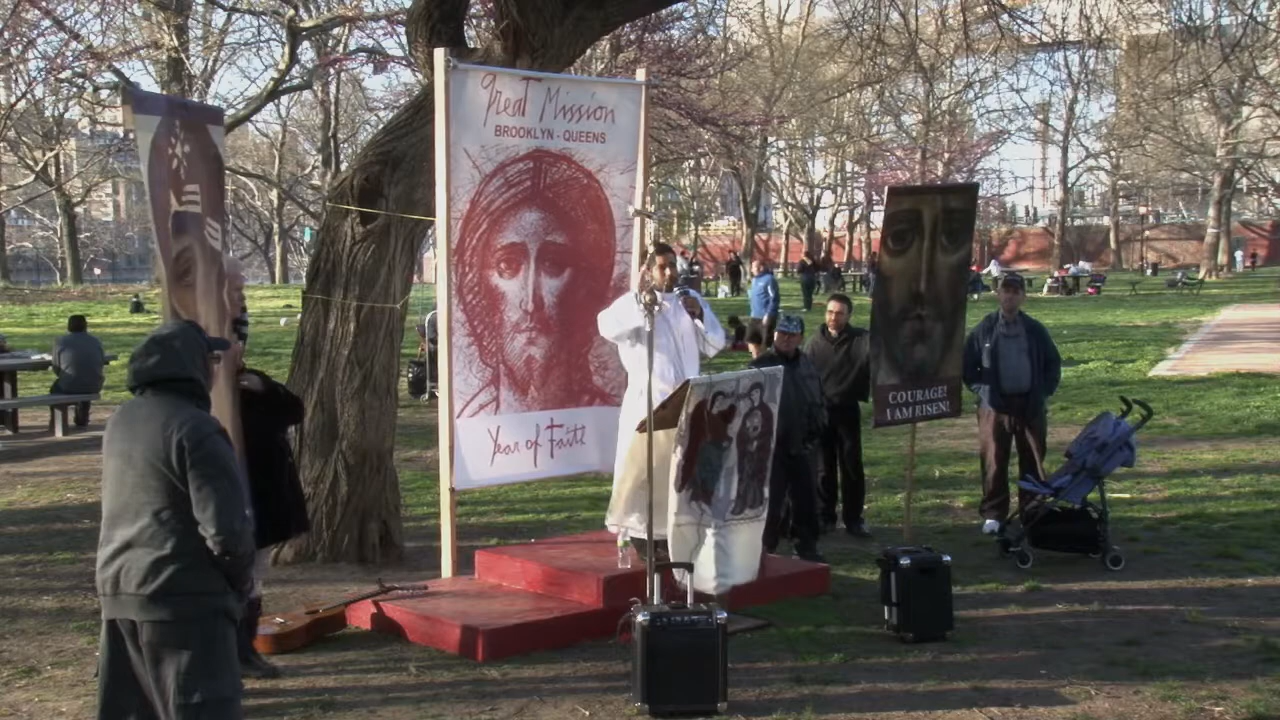 Great Mission
BROOKLYN - QUEENS
Year of Faith
COURAGE!
I AM RISEN!